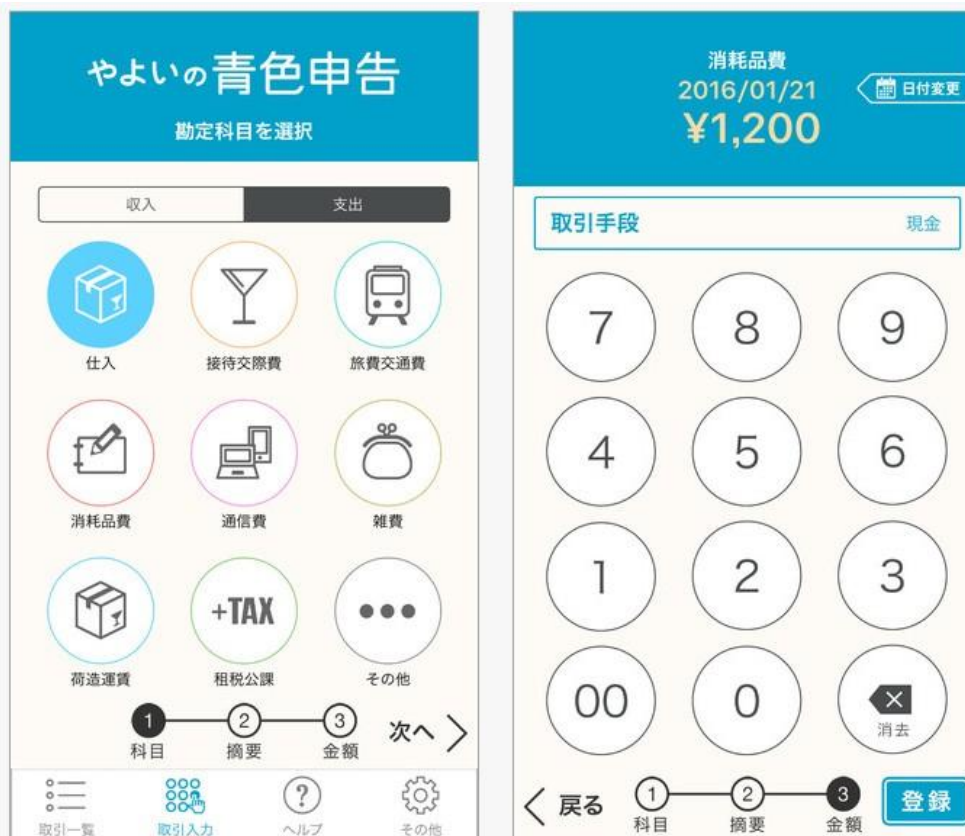 やよいの青色申告
勘定科目を選択
収入 支出
仕入 接待交際費 旅費交通費
消耗品費 通信費 雑費
+TAX
荷造運賃 租税公課 その他
1 2 3
科目 摘要 金額
次へ
取引一覧 取引入力 ヘルプ その他
消耗品費
2016/01/21
¥1,200
日付変更
取引手段 現金
7 8 9
4 5 6
1 2 3
00 0 消去
戻る
1 2 3
科目 摘要 金額
登録